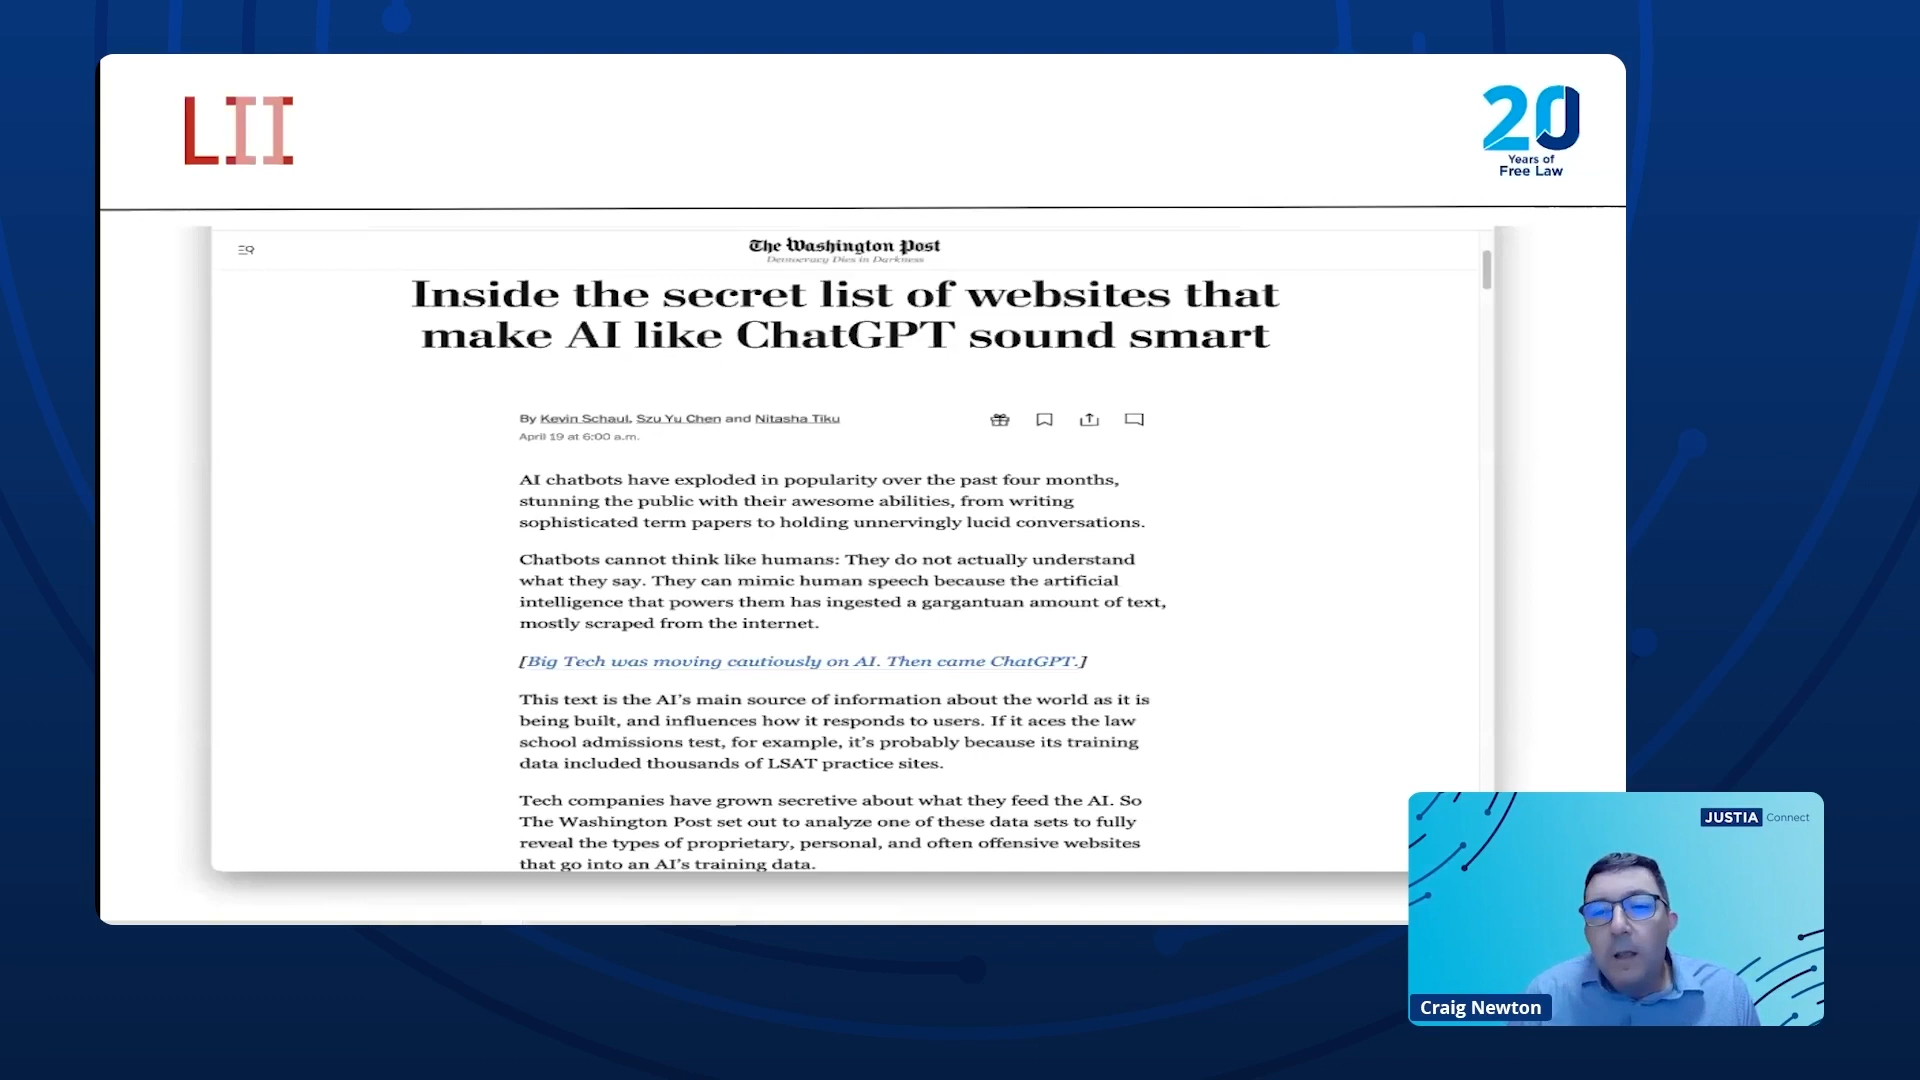 LII
20
Years of
Free Law
The Washington Post
Democracy Dies in Darkness
Inside the secret list of websites that
make AI like ChatGPT sound smart
By Kevin Schaul, Szu Yu Chen and Nitasha Tiku
April 19 at 6:00 a.m.
AI chatbots have exploded in popularity over the past four months,
stunning the public with their awesome abilities, from writing
sophisticated term papers to holding unnervingly lucid conversations.
Chatbots cannot think like humans: They do not actually understand
what they say. They can mimic human speech because the artificial
intelligence that powers them has ingested a gargantuan amount of text,
mostly scraped from the internet.
[Big Tech was moving cautiously on AI. Then came ChatGPT.]
This text is the AI’s main source of information about the world as it is
being built, and influences how it responds to users. If it aces the law
school admissions test, for example, it’s probably because its training
data included thousands of LSAT practice sites.
Tech companies have grown secretive about what they feed the AI. So
The Washington Post set out to analyze one of these data sets to fully
reveal the types of proprietary, personal, and often offensive websites
that go into an AI’s training data.
JUSTIA Connect
Craig Newton